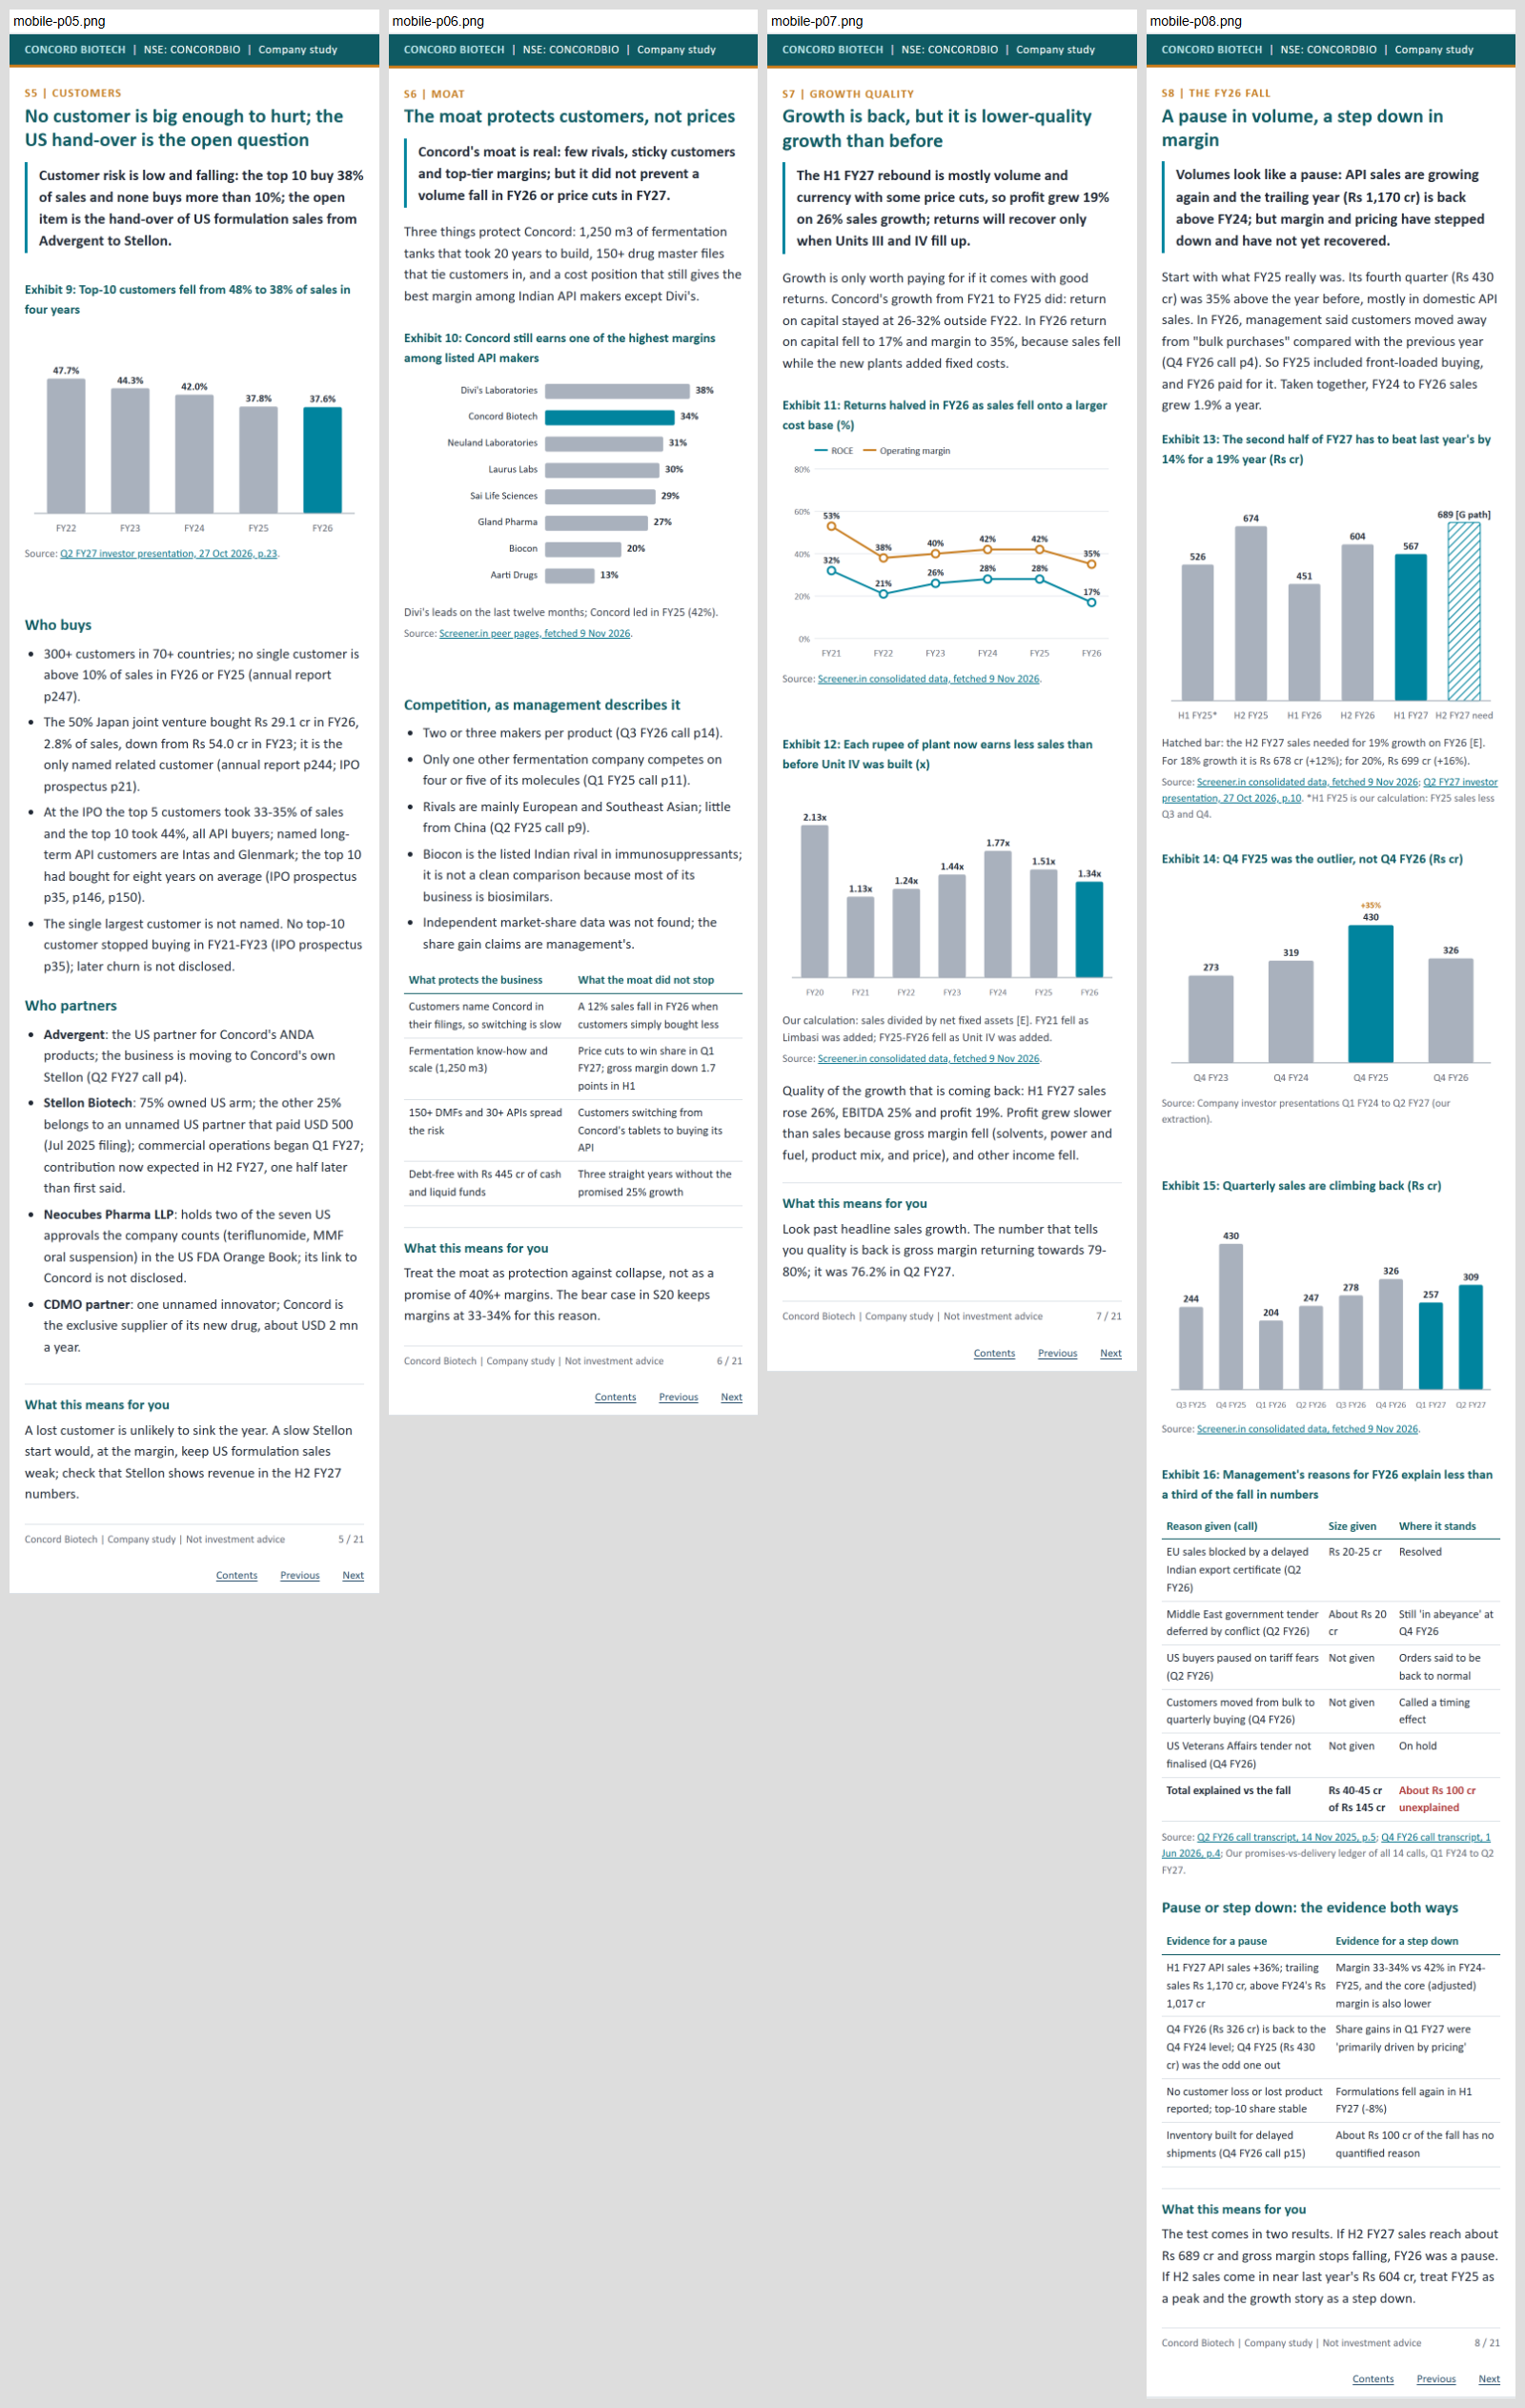 mobile-p05.png
CONCORD BIOTECH | NSE: CONCORDBIO | Company study
S5 | CUSTOMERS
No customer is big enough to hurt; the
US hand-over is the open question
Customer risk is low and falling: the top 10 buy 38%
of sales and none buys more than 10%; the open
item is the hand-over of US formulation sales from
Advergent to Stellon.
Exhibit 9: Top-10 customers fell from 48% to 38% of sales in
four years
47.7%
44.3%
42.0%
37.8%
37.6%
FY22 FY23 FY24 FY25 FY26
Source: Q2 FY27 investor presentation, 27 Oct 2026, p.23.
Who buys
• 300+ customers in 70+ countries; no single customer is
above 10% of sales in FY26 or FY25 (annual report
p247).
• The 50% Japan joint venture bought Rs 29.1 cr in FY26,
2.8% of sales, down from Rs 54.0 cr in FY23; it is the
only named related customer (annual report p244; IPO
prospectus p21).
• At the IPO the top 5 customers took 33-35% of sales
and the top 10 took 44%, all API buyers; named long-
term API customers are Intas and Glenmark; the top 10
had bought for eight years on average (IPO prospectus
p35, p146, p150).
• The single largest customer is not named. No top-10
customer stopped buying in FY21-FY23 (IPO prospectus
p35); later churn is not disclosed.
Who partners
• Advergent: the US partner for Concord's ANDA
products; the business is moving to Concord's own
Stellon (Q2 FY27 call p4).
• Stellon Biotech: 75% owned US arm; the other 25%
belongs to an unnamed US partner that paid USD 500
(Jul 2025 filing); commercial operations began Q1 FY27;
contribution now expected in H2 FY27, one half later
than first said.
• Neocubes Pharma LLP: holds two of the seven US
approvals the company counts (teriflunomide, MMF
oral suspension) in the US FDA Orange Book; its link to
Concord is not disclosed.
• CDMO partner: one unnamed innovator; Concord is
the exclusive supplier of its new drug, about USD 2 mn
a year.
What this means for you
A lost customer is unlikely to sink the year. A slow Stellon
start would, at the margin, keep US formulation sales
weak; check that Stellon shows revenue in the H2 FY27
numbers.
Concord Biotech | Company study | Not investment advice 5 / 21
Contents Previous Next
mobile-p06.png
CONCORD BIOTECH | NSE: CONCORDBIO | Company study
S6 | MOAT
The moat protects customers, not prices
Concord's moat is real: few rivals, sticky customers
and top-tier margins; but it did not prevent a
volume fall in FY26 or price cuts in FY27.
Three things protect Concord: 1,250 m3 of fermentation
tanks that took 20 years to build, 150+ drug master files
that tie customers in, and a cost position that still gives the
best margin among Indian API makers except Divi's.
Exhibit 10: Concord still earns one of the highest margins
among listed API makers
Divi's Laboratories 38%
Concord Biotech 34%
Neuland Laboratories 31%
Laurus Labs 30%
Sai Life Sciences 29%
Gland Pharma 27%
Biocon 20%
Aarti Drugs 13%
Divi's leads on the last twelve months; Concord led in FY25 (42%).
Source: Screener.in peer pages, fetched 9 Nov 2026.
Competition, as management describes it
• Two or three makers per product (Q3 FY26 call p14).
• Only one other fermentation company competes on
four or five of its molecules (Q1 FY25 call p11).
• Rivals are mainly European and Southeast Asian; little
from China (Q2 FY25 call p9).
• Biocon is the listed Indian rival in immunosuppressants;
it is not a clean comparison because most of its
business is biosimilars.
• Independent market-share data was not found; the
share gain claims are management's.
What protects the business What the moat did not stop
Customers name Concord in A 12% sales fall in FY26 when
their filings, so switching is slow customers simply bought less
Fermentation know-how and Price cuts to win share in Q1
scale (1,250 m3) FY27; gross margin down 1.7
points in H1
150+ DMFs and 30+ APIs spread Customers switching from
the risk Concord's tablets to buying its
API
Debt-free with Rs 445 cr of cash Three straight years without the
and liquid funds promised 25% growth
What this means for you
Treat the moat as protection against collapse, not as a
promise of 40%+ margins. The bear case in S20 keeps
margins at 33-34% for this reason.
Concord Biotech | Company study | Not investment advice 6 / 21
Contents Previous Next
mobile-p07.png
CONCORD BIOTECH | NSE: CONCORDBIO | Company study
S7 | GROWTH QUALITY
Growth is back, but it is lower-quality
growth than before
The H1 FY27 rebound is mostly volume and
currency with some price cuts, so profit grew 19%
on 26% sales growth; returns will recover only
when Units III and IV fill up.
Growth is only worth paying for if it comes with good
returns. Concord's growth from FY21 to FY25 did: return
on capital stayed at 26-32% outside FY22. In FY26 return
on capital fell to 17% and margin to 35%, because sales fell
while the new plants added fixed costs.
Exhibit 11: Returns halved in FY26 as sales fell onto a larger
cost base (%)
ROCE Operating margin
80%
60%
40%
20%
0%
53% 38% 40% 42% 42% 35%
32% 21% 26% 28% 28% 17%
FY21 FY22 FY23 FY24 FY25 FY26
Source: Screener.in consolidated data, fetched 9 Nov 2026.
Exhibit 12: Each rupee of plant now earns less sales than
before Unit IV was built (x)
2.13x 1.13x 1.24x 1.44x 1.77x 1.51x 1.34x
FY20 FY21 FY22 FY23 FY24 FY25 FY26
Our calculation: sales divided by net fixed assets [E]. FY21 fell as
Limbasi was added; FY25-FY26 fell as Unit IV was added.
Source: Screener.in consolidated data, fetched 9 Nov 2026.
Quality of the growth that is coming back: H1 FY27 sales
rose 26%, EBITDA 25% and profit 19%. Profit grew slower
than sales because gross margin fell (solvents, power and
fuel, product mix, and price), and other income fell.
What this means for you
Look past headline sales growth. The number that tells
you quality is back is gross margin returning towards 79-
80%; it was 76.2% in Q2 FY27.
Concord Biotech | Company study | Not investment advice 7 / 21
Contents Previous Next
mobile-p08.png
CONCORD BIOTECH | NSE: CONCORDBIO | Company study
S8 | THE FY26 FALL
A pause in volume, a step down in
margin
Volumes look like a pause: API sales are growing
again and the trailing year (Rs 1,170 cr) is back
above FY24; but margin and pricing have stepped
down and have not yet recovered.
Start with what FY25 really was. Its fourth quarter (Rs 430
cr) was 35% above the year before, mostly in domestic API
sales. In FY26, management said customers moved away
from "bulk purchases" compared with the previous year
(Q4 FY26 call p4). So FY25 included front-loaded buying,
and FY26 paid for it. Taken together, FY24 to FY26 sales
grew 1.9% a year.
Exhibit 13: The second half of FY27 has to beat last year's by
14% for a 19% year (Rs cr)
526 674 451 604 567 689 [G path]
H1 FY25* H2 FY25 H1 FY26 H2 FY26 H1 FY27 H2 FY27 need
Hatched bar: the H2 FY27 sales needed for 19% growth on FY26 [E].
For 18% growth it is Rs 678 cr (+12%); for 20%, Rs 699 cr (+16%).
Source: Screener.in consolidated data, fetched 9 Nov 2026; Q2 FY27 investor
presentation, 27 Oct 2026, p.10. *H1 FY25 is our calculation: FY25 sales less
Q3 and Q4.
Exhibit 14: Q4 FY25 was the outlier, not Q4 FY26 (Rs cr)
+35%
273 319 430 326
Q4 FY23 Q4 FY24 Q4 FY25 Q4 FY26
Source: Company investor presentations Q1 FY24 to Q2 FY27 (our
extraction).
Exhibit 15: Quarterly sales are climbing back (Rs cr)
244 430 204 247 278 326 257 309
Q3 FY25 Q4 FY25 Q1 FY26 Q2 FY26 Q3 FY26 Q4 FY26 Q1 FY27 Q2 FY27
Source: Screener.in consolidated data, fetched 9 Nov 2026.
Exhibit 16: Management's reasons for FY26 explain less than
a third of the fall in numbers
Reason given (call) Size given Where it stands
EU sales blocked by a delayed Rs 20-25 cr Resolved
Indian export certificate (Q2
FY26)
Middle East government tender About Rs 20 Still 'in abeyance' at
deferred by conflict (Q2 FY26) cr Q4 FY26
US buyers paused on tariff fears Not given Orders said to be
(Q2 FY26) back to normal
Customers moved from bulk to Not given Called a timing
quarterly buying (Q4 FY26) effect
US Veterans Affairs tender not Not given On hold
finalised (Q4 FY26)
Total explained vs the fall Rs 40-45 cr About Rs 100 cr
of Rs 145 cr unexplained
Source: Q2 FY26 call transcript, 14 Nov 2025, p.5; Q4 FY26 call transcript, 1
Jun 2026, p.4; Our promises-vs-delivery ledger of all 14 calls, Q1 FY24 to Q2
FY27.
Pause or step down: the evidence both ways
Evidence for a pause Evidence for a step down
H1 FY27 API sales +36%; trailing Margin 33-34% vs 42% in FY24-
sales Rs 1,170 cr, above FY24's Rs FY25, and the core (adjusted)
1,017 cr margin is also lower
Q4 FY26 (Rs 326 cr) is back to the Share gains in Q1 FY27 were
Q4 FY24 level; Q4 FY25 (Rs 430 'primarily driven by pricing'
cr) was the odd one out
No customer loss or lost product Formulations fell again in H1
reported; top-10 share stable FY27 (-8%)
Inventory built for delayed About Rs 100 cr of the fall has no
shipments (Q4 FY26 call p15) quantified reason
What this means for you
The test comes in two results. If H2 FY27 sales reach about
Rs 689 cr and gross margin stops falling, FY26 was a pause.
If H2 sales come in near last year's Rs 604 cr, treat FY25 as
a peak and the growth story as a step down.
Concord Biotech | Company study | Not investment advice 8 / 21
Contents Previous Next